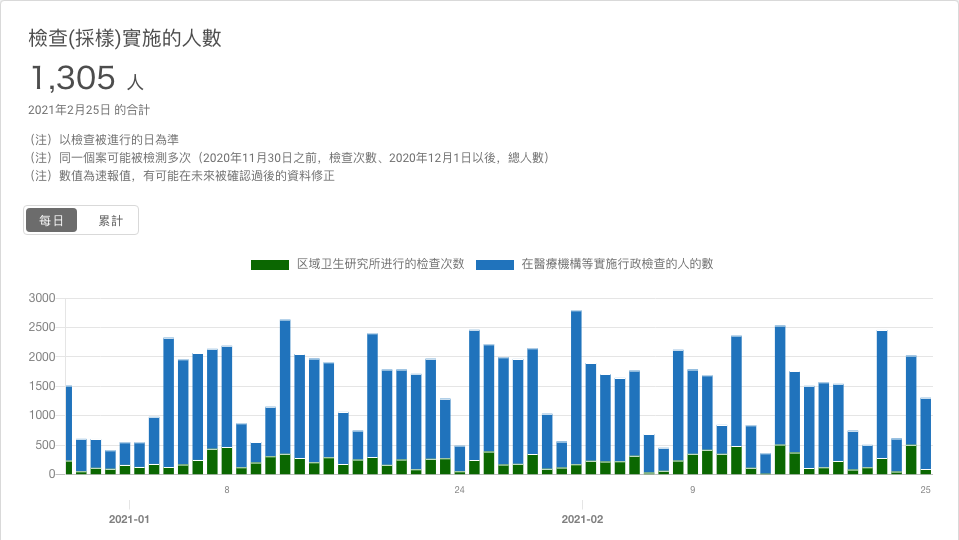 檢查(採樣)實施的人數
1,305 人
2021年2月25日 的合計
（注）以檢查被進行的日為準
（注）同一個案可能被檢測多次（2020年11月30日之前，檢查次數、2020年12月1日以後，總人數）
（注）數值為速報值，有可能在未來被確認過後的資料修正
每日 累計
区域卫生研究所进行的检查次数 在醫療機構等實施行政檢查的人的數
3000
2500
2000
1500
1000
500
0
8 24 9 25
2021-01 2021-02